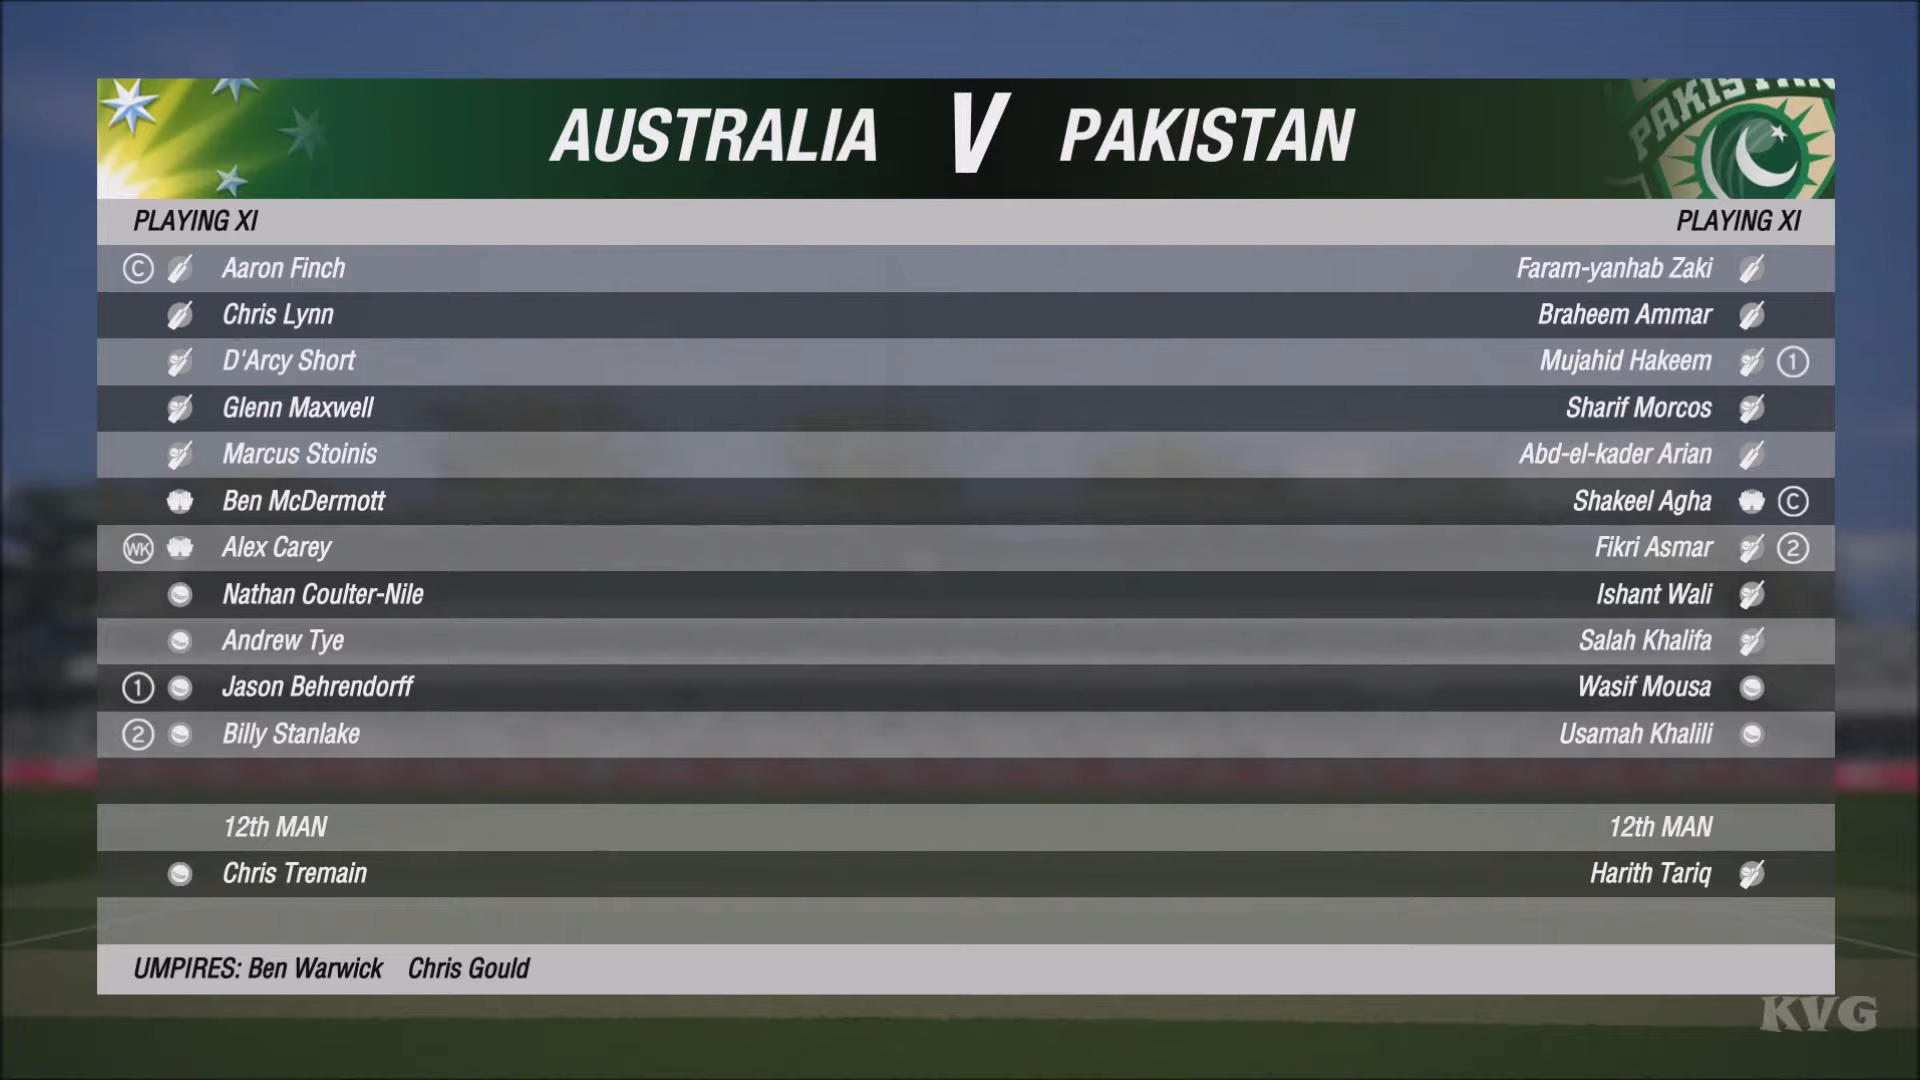 AUSTRALIA V PAKISTAN
PAKISTAN
PLAYING XI PLAYING XI
C Aaron Finch Faram-yanhab Zaki
Chris Lynn Braheem Ammar
D'Arcy Short Mujahid Hakeem 1
Glenn Maxwell Sharif Morcos
Marcus Stoinis Abd-el-kader Arian
Ben McDermott Shakeel Agha C
WK Alex Carey Fikri Asmar 2
Nathan Coulter-Nile Ishant Wali
Andrew Tye Salah Khalifa
1 Jason Behrendorff Wasif Mousa
2 Billy Stanlake Usamah Khalili
12th MAN 12th MAN
Chris Tremain Harith Tariq
UMPIRES: Ben Warwick Chris Gould
KVG